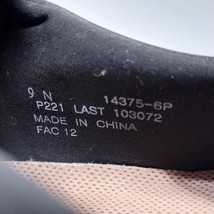 9 N 14375-6P
P221 LAST 103072
MADE IN CHINA
FAC 12